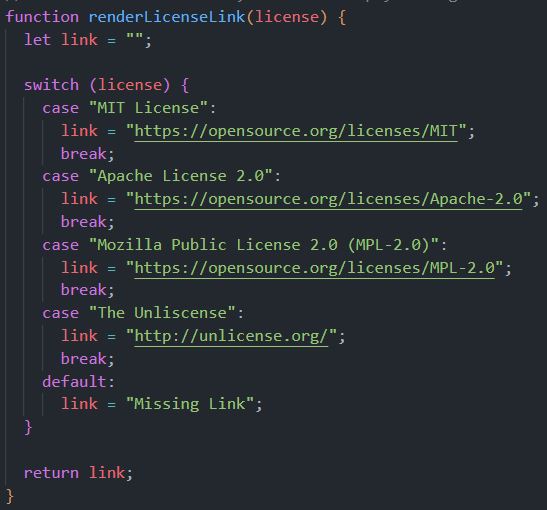 function renderLicenseLink(license) {
  let link = "";

  switch (license) {
    case "MIT License":
      link = "https://opensource.org/licenses/MIT";
      break;
    case "Apache License 2.0":
      link = "https://opensource.org/licenses/Apache-2.0";
      break;
    case "Mozilla Public License 2.0 (MPL-2.0)":
      link = "https://opensource.org/licenses/MPL-2.0";
      break;
    case "The Unliscense":
      link = "http://unlicense.org/";
      break;
    default:
      link = "Missing Link";
  }

  return link;
}